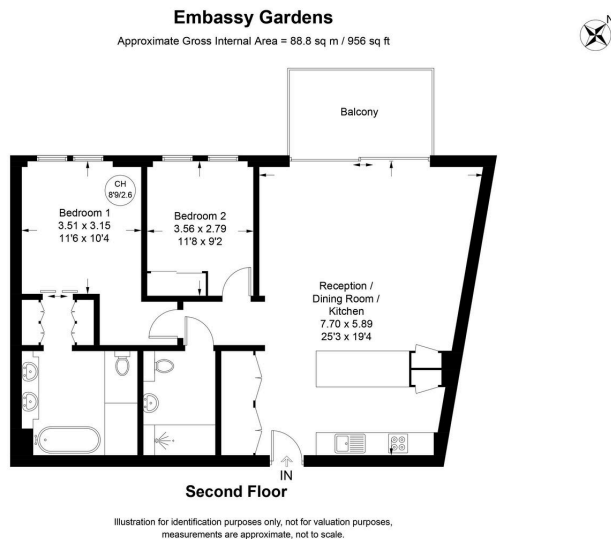 Embassy Gardens
Approximate Gross Internal Area = 88.8 sq m / 956 sq ft
N
Balcony
CH
8'9/2.6
Bedroom 1
3.51 x 3.15
11'6 x 10'4
Bedroom 2
3.56 x 2.79
11'8 x 9'2
Reception /
Dining Room /
Kitchen
7.70 x 5.89
25'3 x 19'4
IN
Second Floor
Illustration for identification purposes only, not for valuation purposes,
measurements are approximate, not to scale.